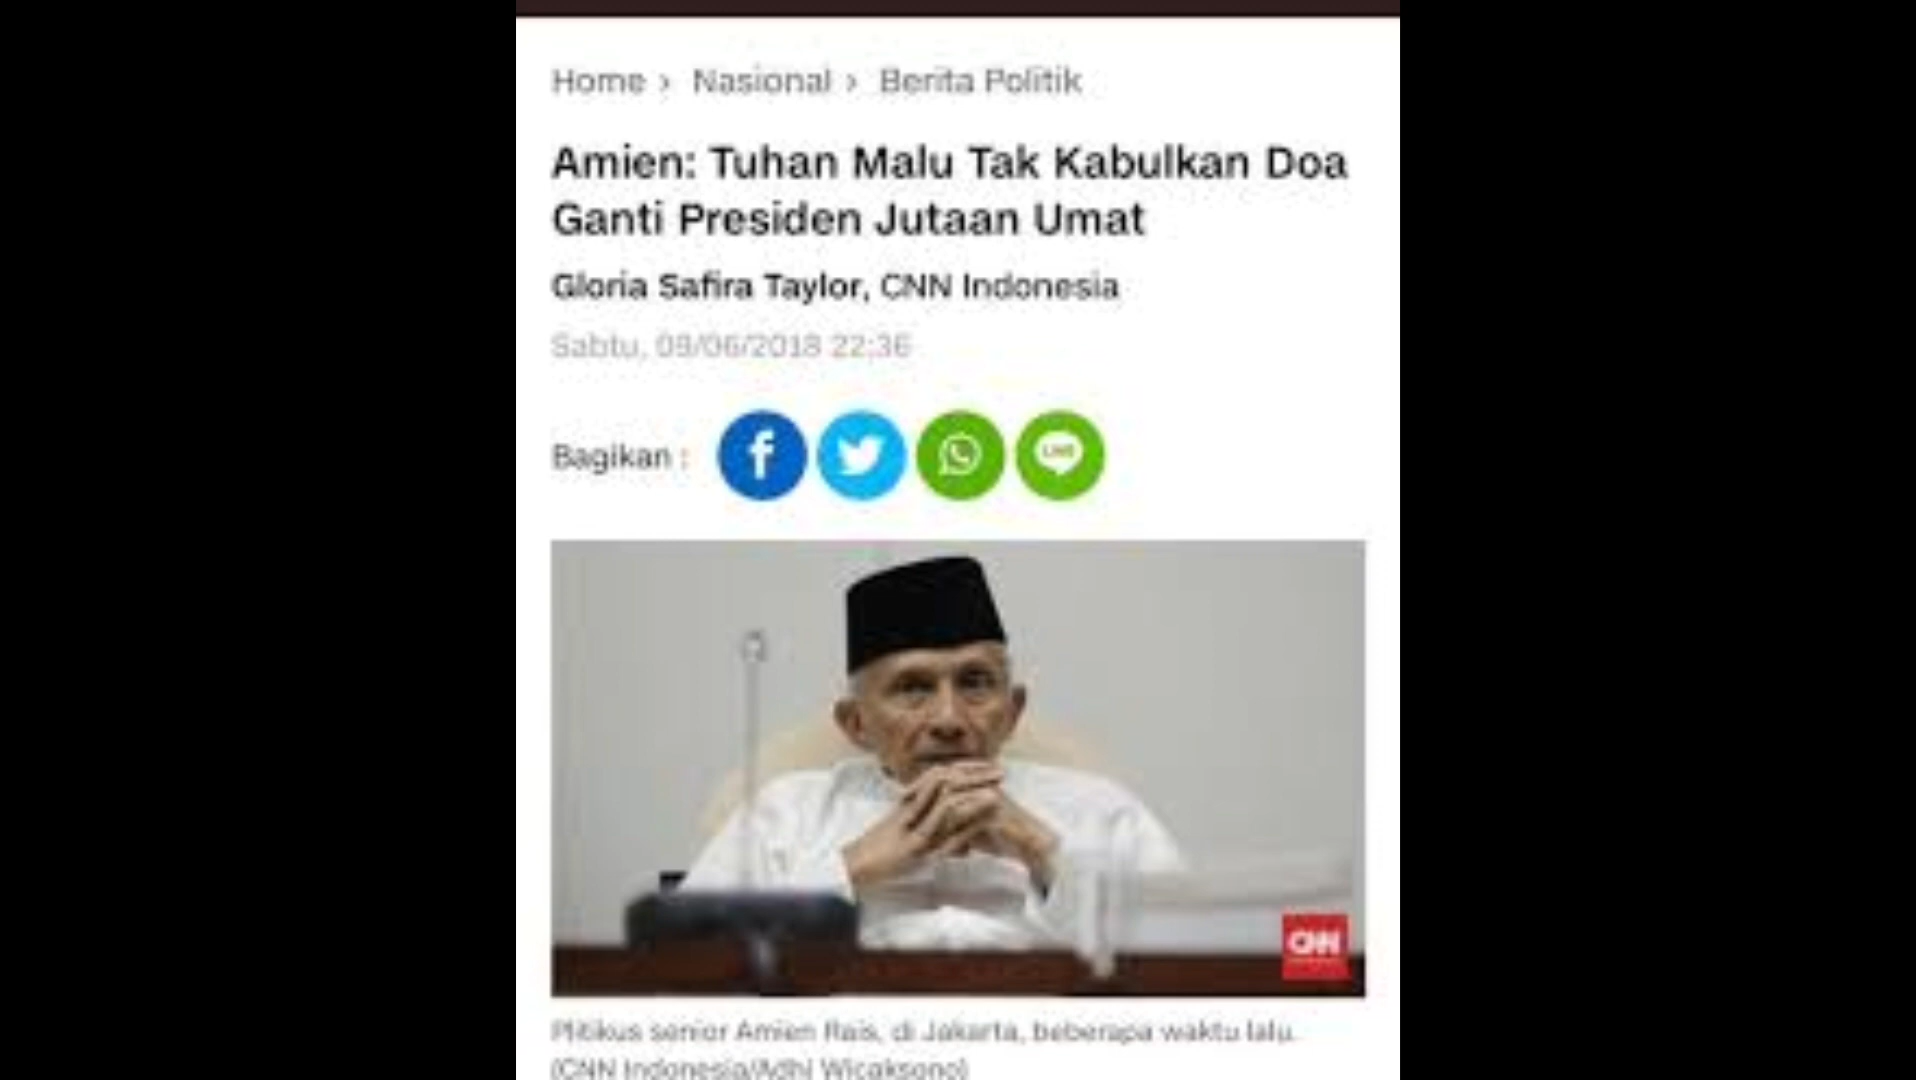 Home › Nasional › Berita Politik
Amien: Tuhan Malu Tak Kabulkan Doa
Ganti Presiden Jutaan Umat
Gloria Safira Taylor, CNN Indonesia
Sabtu, 09/06/2018 22:36
Bagikan :
LINE
CNN
Plitikus senior Amien Rais, di Jakarta, beberapa waktu lalu.
(CNN Indonesia/Adhi Wicaksono)